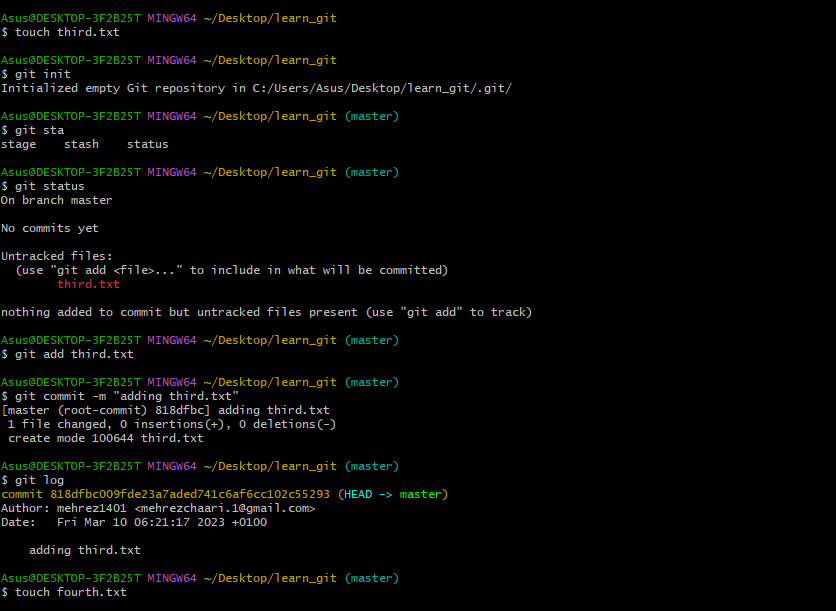 Asus@DESKTOP-3F2B25T MINGW64 ~/Desktop/learn_git
$ touch third.txt
Asus@DESKTOP-3F2B25T MINGW64 ~/Desktop/learn_git
$ git init
Initialized empty Git repository in C:/Users/Asus/Desktop/learn_git/.git/
Asus@DESKTOP-3F2B25T MINGW64 ~/Desktop/learn_git (master)
$ git sta
stage    stash    status
Asus@DESKTOP-3F2B25T MINGW64 ~/Desktop/learn_git (master)
$ git status
On branch master
No commits yet
Untracked files:
  (use "git add <file>..." to include in what will be committed)
        third.txt
nothing added to commit but untracked files present (use "git add" to track)
Asus@DESKTOP-3F2B25T MINGW64 ~/Desktop/learn_git (master)
$ git add third.txt
Asus@DESKTOP-3F2B25T MINGW64 ~/Desktop/learn_git (master)
$ git commit -m "adding third.txt"
[master (root-commit) 818dfbc] adding third.txt
 1 file changed, 0 insertions(+), 0 deletions(-)
 create mode 100644 third.txt
Asus@DESKTOP-3F2B25T MINGW64 ~/Desktop/learn_git (master)
$ git log
commit 818dfbc009fde23a7aded741c6af6cc102c55293 (HEAD -> master)
Author: mehrez1401 <mehrezchaari.1@gmail.com>
Date:   Fri Mar 10 06:21:17 2023 +0100
    adding third.txt
Asus@DESKTOP-3F2B25T MINGW64 ~/Desktop/learn_git (master)
$ touch fourth.txt